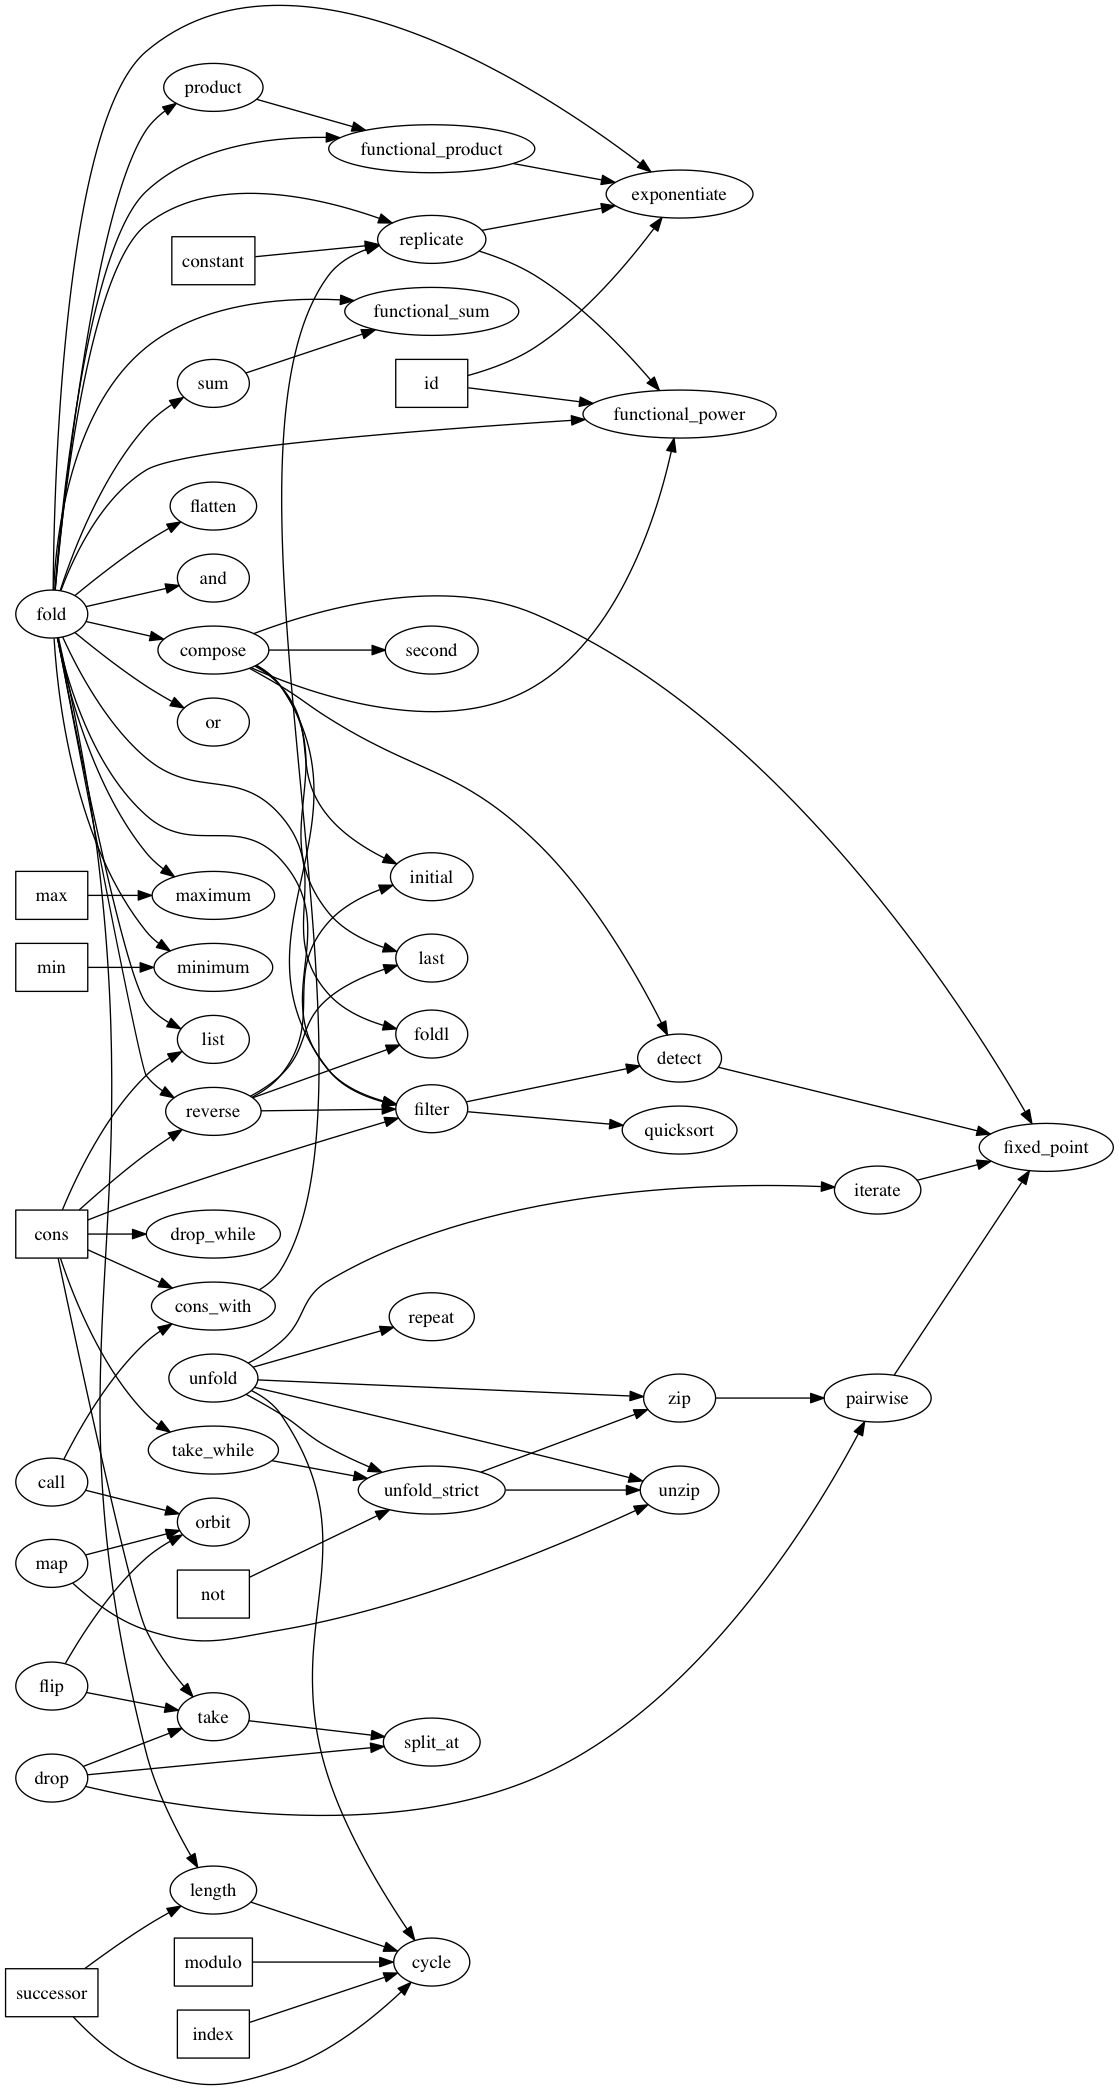 product
functional_product
exponentiate
replicate
constant
functional_sum
sum
id
functional_power
flatten
and
fold
compose
second
or
max
maximum
initial
min
minimum
last
list
foldl
detect
reverse
filter
quicksort
fixed_point
iterate
cons
drop_while
cons_with
repeat
unfold
zip
pairwise
take_while
call
unfold_strict
unzip
orbit
map
not
flip
take
split_at
drop
length
modulo
cycle
successor
index